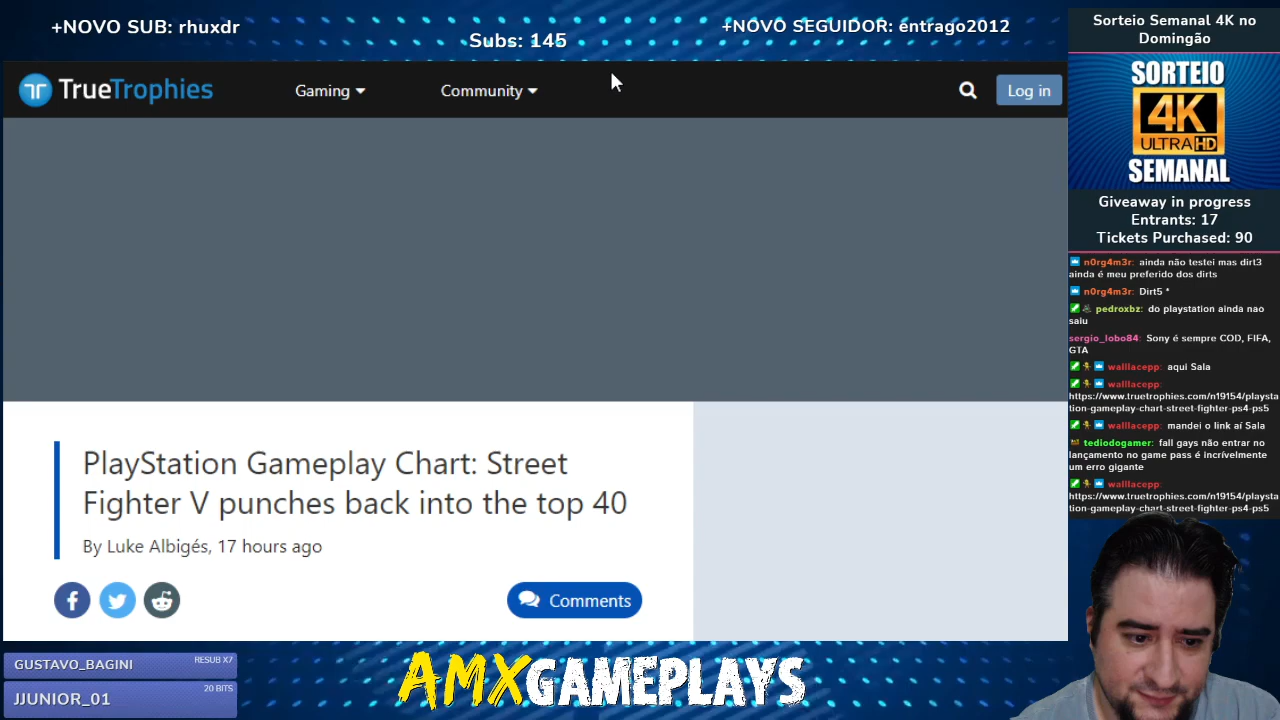 +NOVO SUB: rhuxdr
Subs: 145
+NOVO SEGUIDOR: entrago2012
TrueTrophies
Gaming
Community
Log in
PlayStation Gameplay Chart: Street
Fighter V punches back into the top 40
By Luke Albigés, 17 hours ago
Comments
Sorteio Semanal 4K no
Domingão
SORTEIO
4K
ULTRA HD
SEMANAL
Giveaway in progress
Entrants: 17
Tickets Purchased: 90
n0rg4m3r: ainda não testei mas dirt3
ainda é meu preferido dos dirts
n0rg4m3r: Dirt5 *
pedroxbz: do playstation ainda nao
saiu
sergio_lobo84: Sony é sempre COD, FIFA,
GTA
walllacepp: aqui Sala
walllacepp:
https://www.truetrophies.com/n19154/playsta
tion-gameplay-chart-street-fighter-ps4-ps5
walllacepp: mandei o link aí Sala
tediodogamer: fall gays não entrar no
lançamento no game pass é incrívelmente
um erro gigante
walllacepp:
https://www.truetrophies.com/n19154/playsta
tion-gameplay-chart-street-fighter-ps4-ps5
GUSTAVO_BAGINI
RESUB X7
JJUNIOR_01
20 BITS
AMXGAMEPLAYS